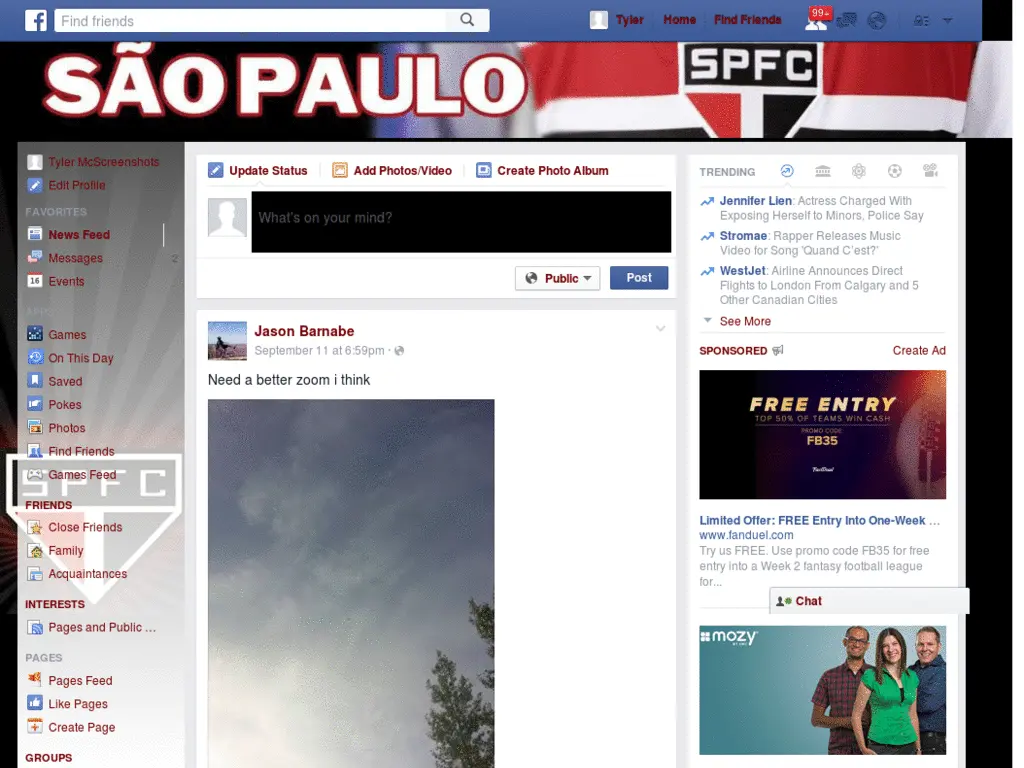 Find friends
Tyler
Home
Find Friends
99+
SÃO PAULO
SPFC
Tyler McScreenshots
Edit Profile
FAVORITES
News Feed
Messages
2
16
Events
APPS
Games
On This Day
Saved
Pokes
Photos
Find Friends
Games Feed
SPFC
FRIENDS
Close Friends
Family
Acquaintances
INTERESTS
Pages and Public ...
PAGES
Pages Feed
Like Pages
Create Page
GROUPS
Update Status
Add Photos/Video
Create Photo Album
What's on your mind?
Public
Post
Jason Barnabe
September 11 at 6:59pm ·
Need a better zoom i think
TRENDING
Jennifer Lien: Actress Charged With
Exposing Herself to Minors, Police Say
Stromae: Rapper Releases Music
Video for Song 'Quand C'est?'
WestJet: Airline Announces Direct
Flights to London From Calgary and 5
Other Canadian Cities
See More
SPONSORED
Create Ad
FREE ENTRY
TOP 50% OF TEAMS WIN CASH
PROMO CODE:
FB35
FanDuel
Limited Offer: FREE Entry Into One-Week ...
www.fanduel.com
Try us FREE. Use promo code FB35 for free
entry into a Week 2 fantasy football league
for...
Chat
mozy